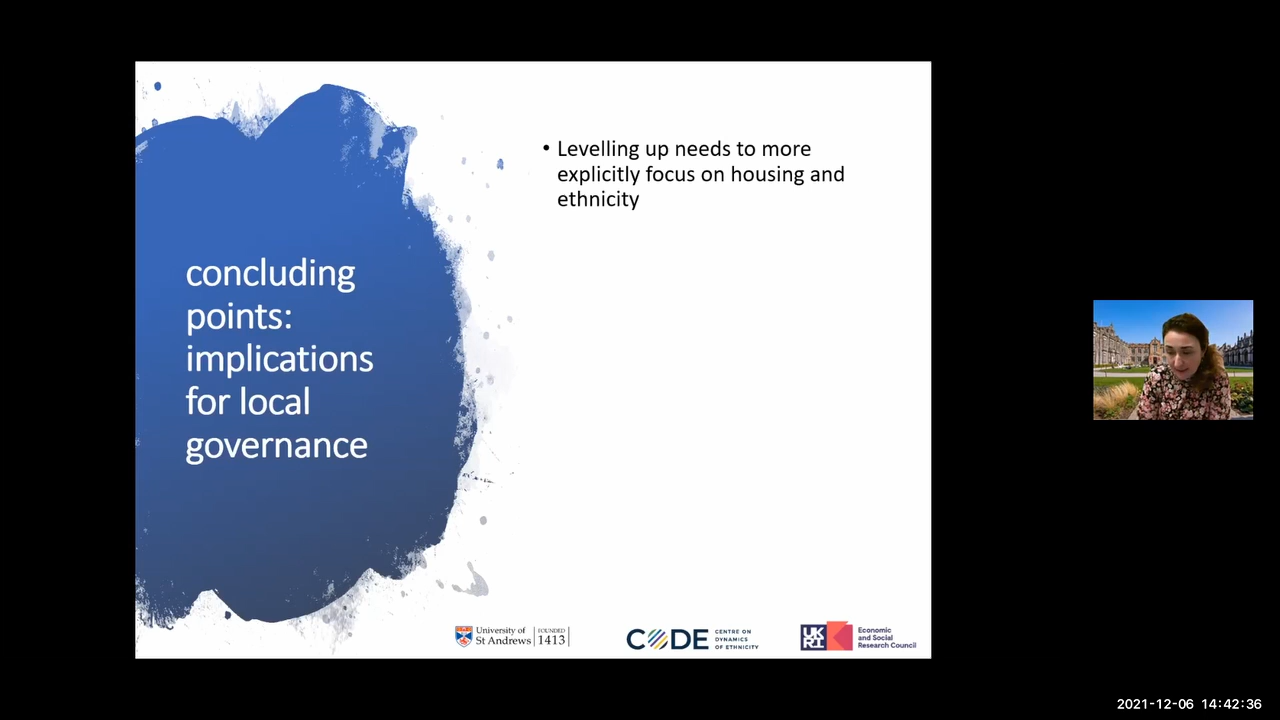 concluding
points:
implications
for local
governance
• Levelling up needs to more
explicitly focus on housing and
ethnicity
University of
St Andrews
FOUNDED
1413
CODE
CENTRE ON
DYNAMICS
OF ETHNICITY
UK
RI
Economic
and Social
Research Council
2021-12-06 14:42:36